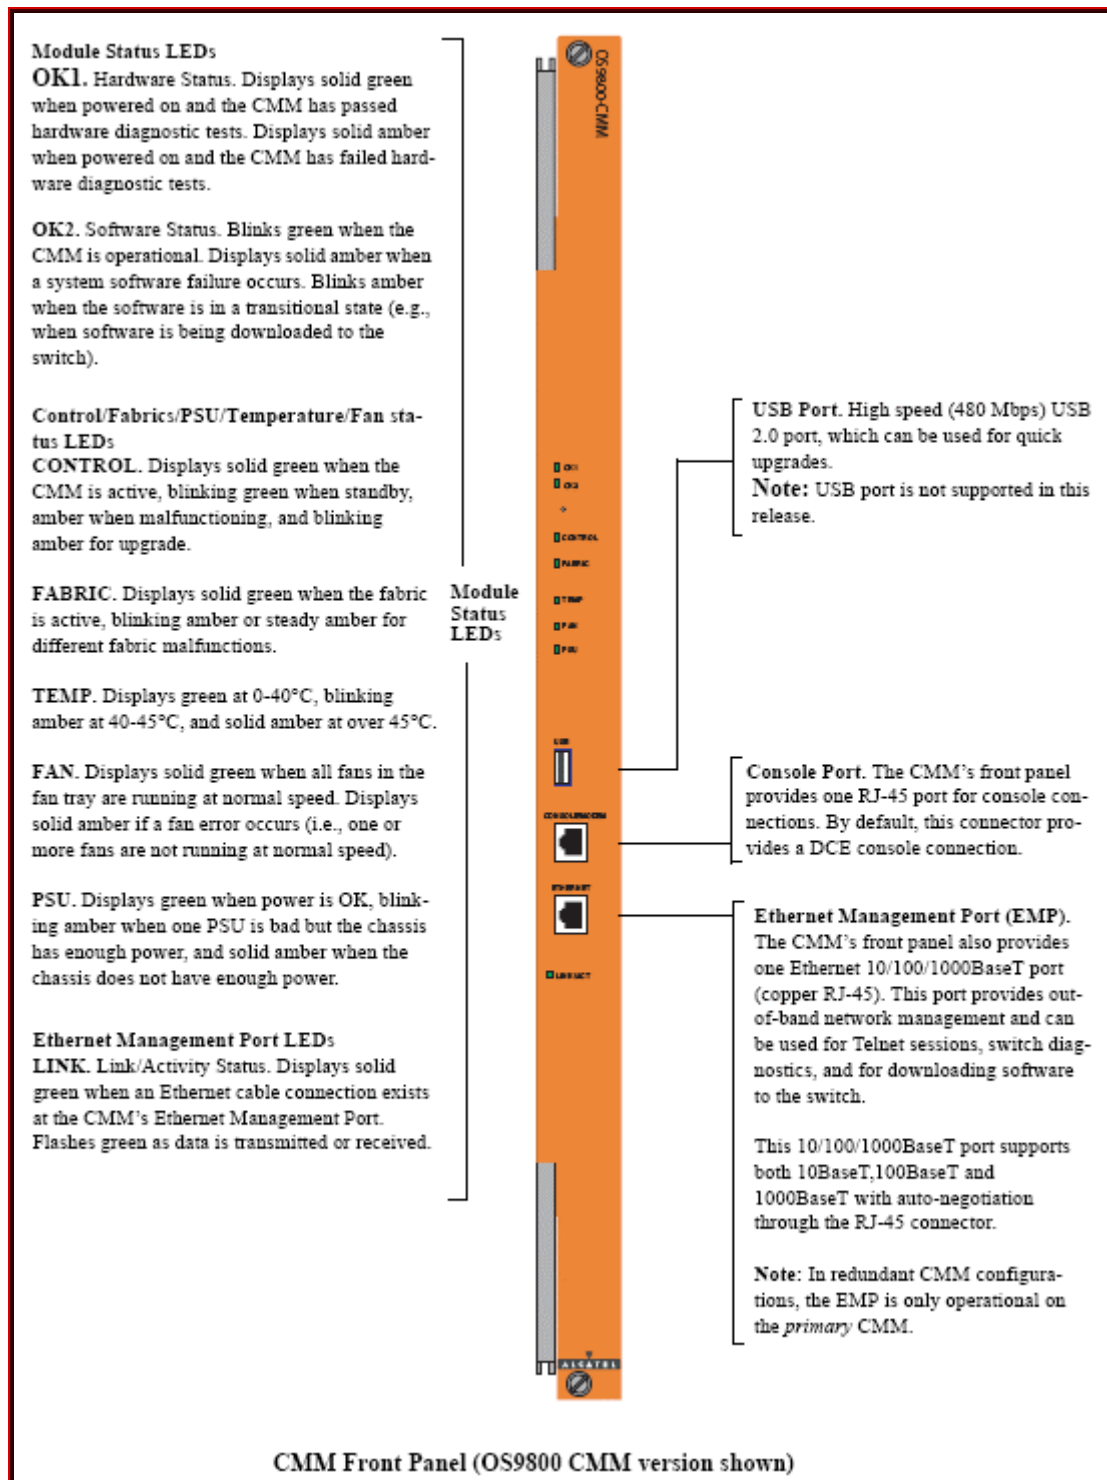 Module Status LEDs
OK1. Hardware Status. Displays solid green
when powered on and the CMM has passed
hardware diagnostic tests. Displays solid amber
when powered on and the CMM has failed hard-
ware diagnostic tests.
OK2. Software Status. Blinks green when the
CMM is operational. Displays solid amber when
a system software failure occurs. Blinks amber
when the software is in a transitional state (e.g.,
when software is being downloaded to the
switch).
Control/Fabrics/PSU/Temperature/Fan sta-
tus LEDs
CONTROL. Displays solid green when the
CMM is active, blinking green when standby,
amber when malfunctioning, and blinking
amber for upgrade.
FABRIC. Displays solid green when the fabric
is active, blinking amber or steady amber for
different fabric malfunctions.
TEMP. Displays green at 0-40°C, blinking
amber at 40-45°C, and solid amber at over 45°C.
FAN. Displays solid green when all fans in the
fan tray are running at normal speed. Displays
solid amber if a fan error occurs (i.e., one or
more fans are not running at normal speed).
PSU. Displays green when power is OK, blink-
ing amber when one PSU is bad but the chassis
has enough power, and solid amber when the
chassis does not have enough power.
Ethernet Management Port LEDs
LINK. Link/Activity Status. Displays solid
green when an Ethernet cable connection exists
at the CMM's Ethernet Management Port.
Flashes green as data is transmitted or received.
Module
Status
LEDs
OS9800-CMM
OK1
OK2
CONTROL
FABRIC
TEMP
FAN
PSU
USB
CONSOLE/MODEM
ETHERNET
LINK/ACT
ALCATEL
USB Port. High speed (480 Mbps) USB
2.0 port, which can be used for quick
upgrades.
Note: USB port is not supported in this
release.
Console Port. The CMM's front panel
provides one RJ-45 port for console con-
nections. By default, this connector pro-
vides a DCE console connection.
Ethernet Management Port (EMP).
The CMM's front panel also provides
one Ethernet 10/100/1000BaseT port
(copper RJ-45). This port provides out-
of-band network management and can
be used for Telnet sessions, switch diag-
nostics, and for downloading software
to the switch.
This 10/100/1000BaseT port supports
both 10BaseT,100BaseT and
1000BaseT with auto-negotiation
through the RJ-45 connector.
Note: In redundant CMM configura-
tions, the EMP is only operational on
the primary CMM.
CMM Front Panel (OS9800 CMM version shown)